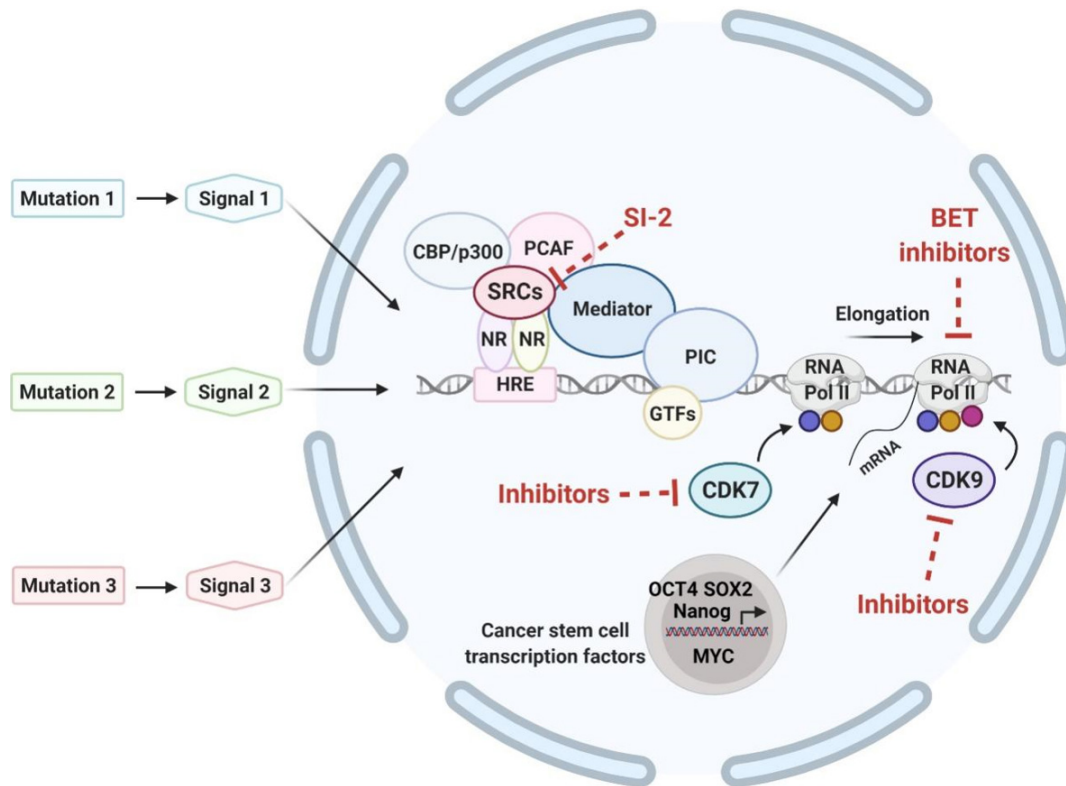 Mutation 1
Signal 1
Mutation 2
Signal 2
Mutation 3
Signal 3
CBP/p300
PCAF
SI-2
SRCs
Mediator
NR
NR
HRE
PIC
GTFs
BET
inhibitors
Elongation
RNA
Pol II
RNA
Pol II
mRNA
Inhibitors
CDK7
CDK9
Inhibitors
OCT4 SOX2
Nanog
MYC
Cancer stem cell
transcription factors